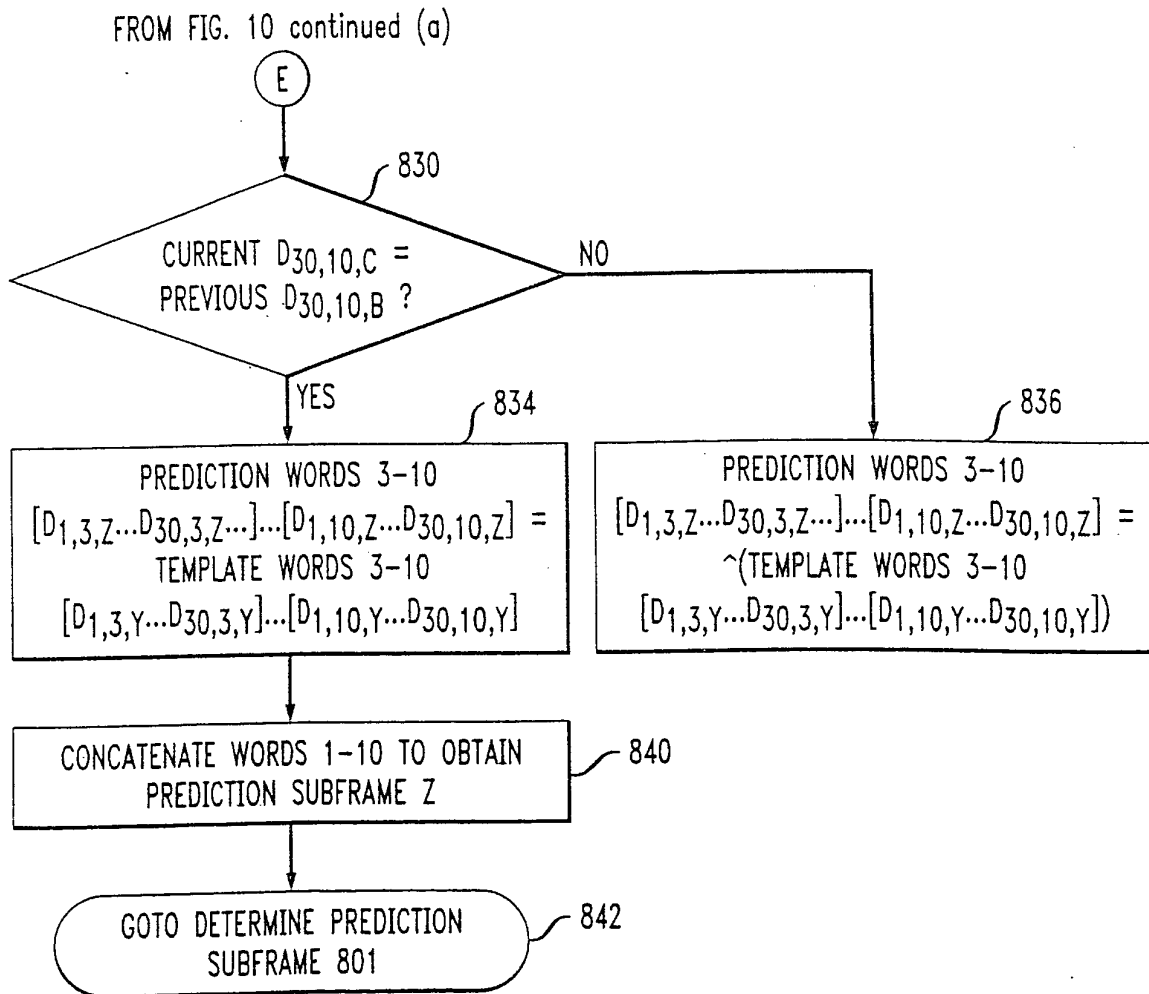 FROM FIG. 10 continued (a)
E
830
CURRENT D30,10,C =
PREVIOUS D30,10,B ?
NO
YES
834
PREDICTION WORDS 3-10
[D1,3,Z...D30,3,Z...]...[D1,10,Z...D30,10,Z] =
TEMPLATE WORDS 3-10
[D1,3,Y...D30,3,Y]...[D1,10,Y...D30,10,Y]
836
PREDICTION WORDS 3-10
[D1,3,Z...D30,3,Z...]...[D1,10,Z...D30,10,Z] =
^(TEMPLATE WORDS 3-10
[D1,3,Y...D30,3,Y]...[D1,10,Y...D30,10,Y])
CONCATENATE WORDS 1-10 TO OBTAIN
PREDICTION SUBFRAME Z
840
GOTO DETERMINE PREDICTION
SUBFRAME 801
842